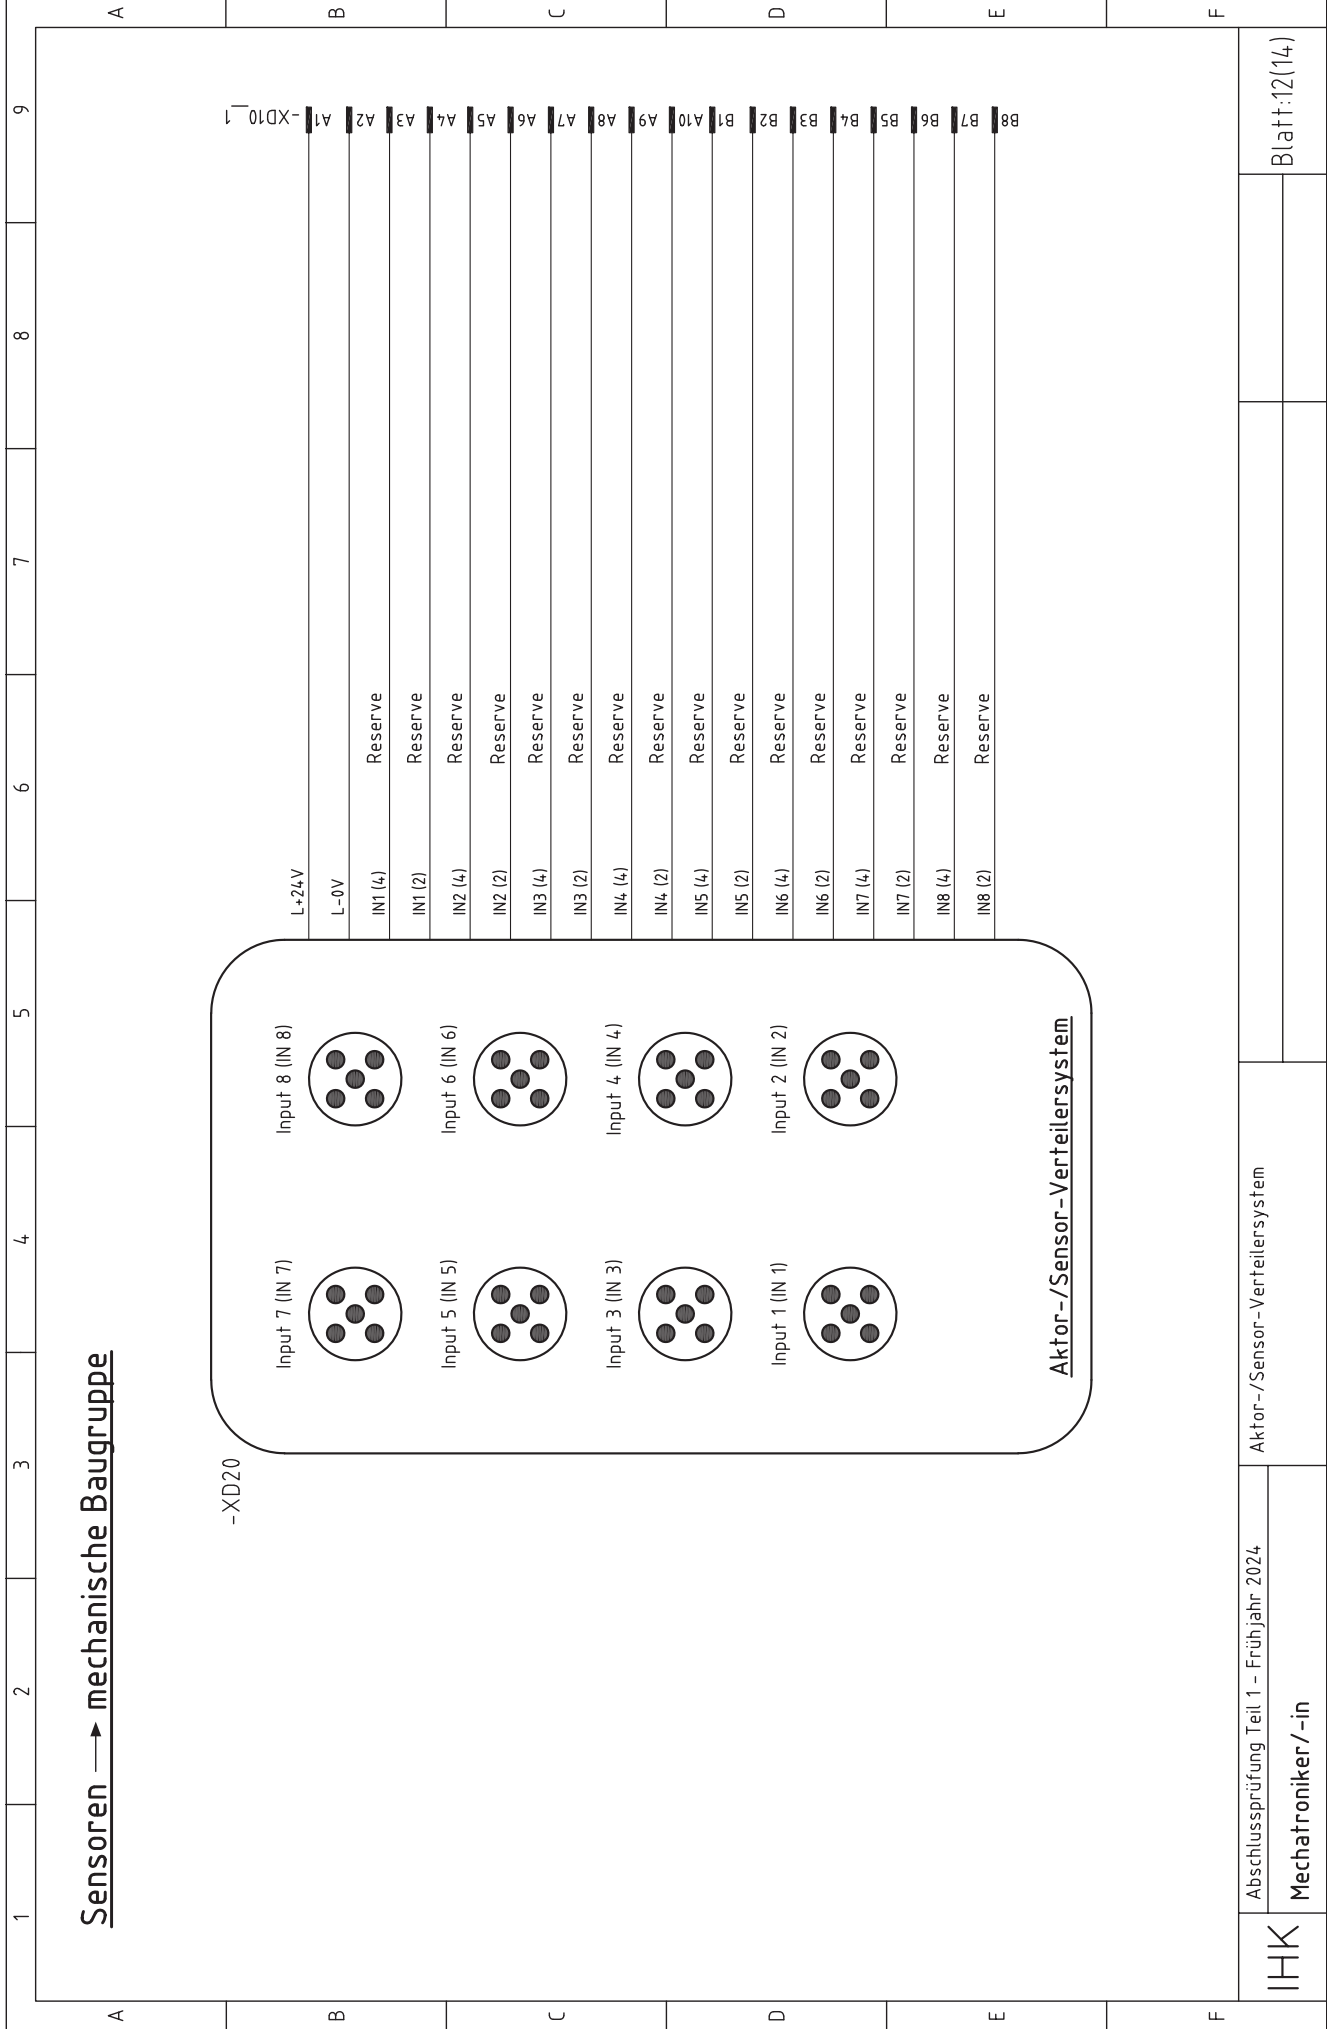 1 2 3 4 5 6 7 8 9
A
B
C
D
E
F
Sensoren → mechanische Baugruppe
-XD20
Input 7 (IN 7)
Input 8 (IN 8)
Input 5 (IN 5)
Input 6 (IN 6)
Input 3 (IN 3)
Input 4 (IN 4)
Input 1 (IN 1)
Input 2 (IN 2)
Aktor-/Sensor-Verteilersystem
-XD10_1
L+24V A1
L-0V A2
IN1 (4) Reserve A3
IN1 (2) Reserve A4
IN2 (4) Reserve A5
IN2 (2) Reserve A6
IN3 (4) Reserve A7
IN3 (2) Reserve A8
IN4 (4) Reserve A9
IN4 (2) Reserve A10
IN5 (4) Reserve B1
IN5 (2) Reserve B2
IN6 (4) Reserve B3
IN6 (2) Reserve B4
IN7 (4) Reserve B5
IN7 (2) Reserve B6
IN8 (4) Reserve B7
IN8 (2) Reserve B8
A
B
C
D
E
F
IHK
Abschlussprüfung Teil 1 - Frühjahr 2024
Mechatroniker/-in
Aktor-/Sensor-Verteilersystem
Blatt:12(14)